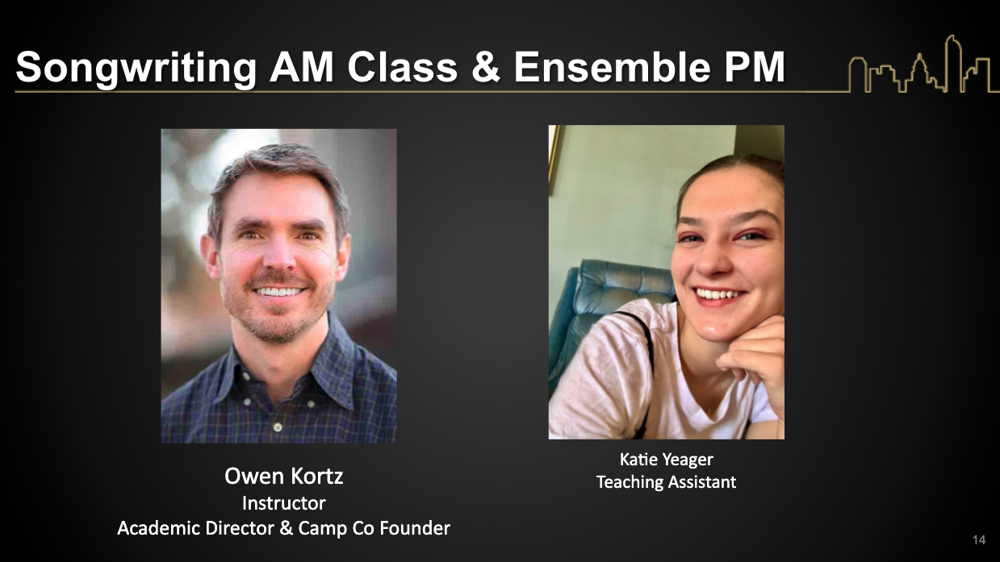 Songwriting AM Class & Ensemble PM
Owen Kortz
Instructor
Academic Director & Camp Co Founder
Katie Yeager
Teaching Assistant
14